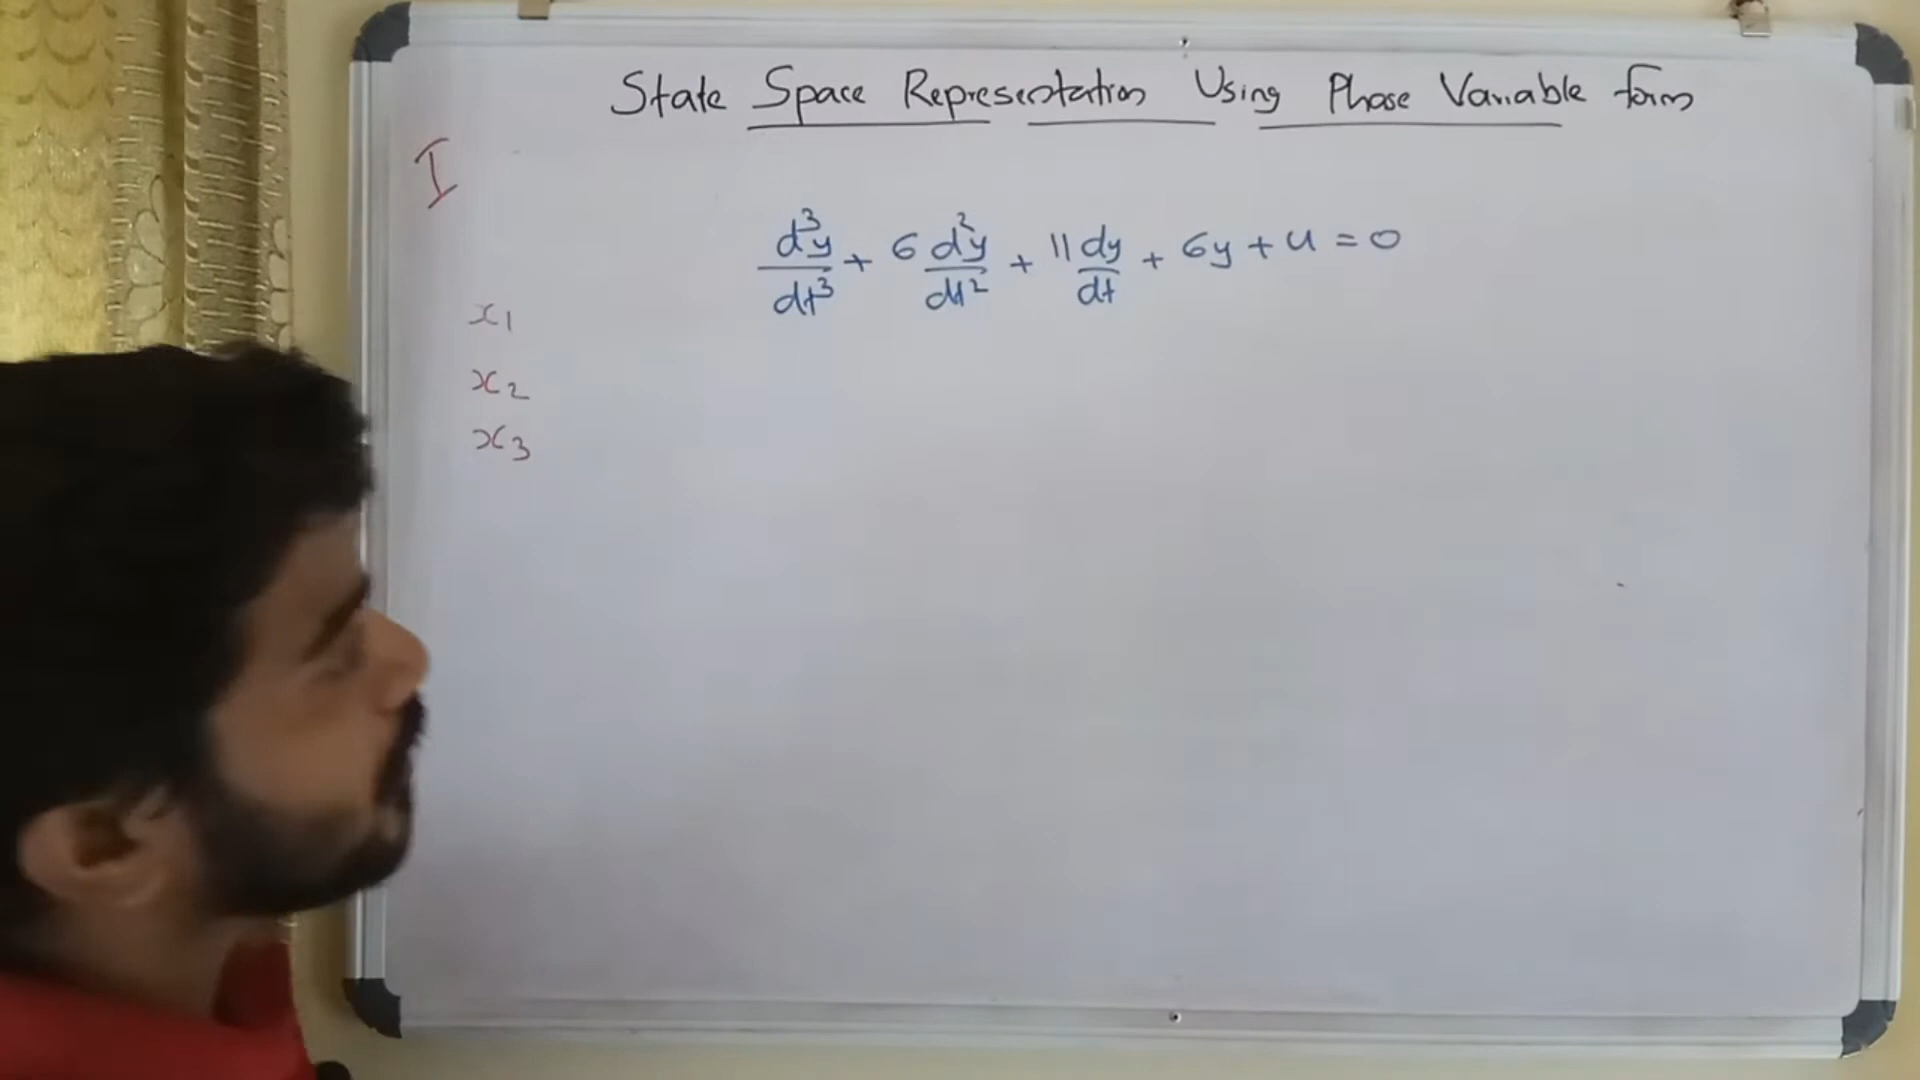 State Space Representation Using Phase Variable form
I
d³y/dt³ + 6 d²y/dt² + 11 dy/dt + 6y + u = 0
x1
x2
x3